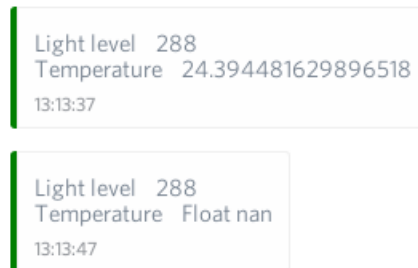 Light level 288
Temperature 24.394481629896518
13:13:37
Light level 288
Temperature Float nan
13:13:47